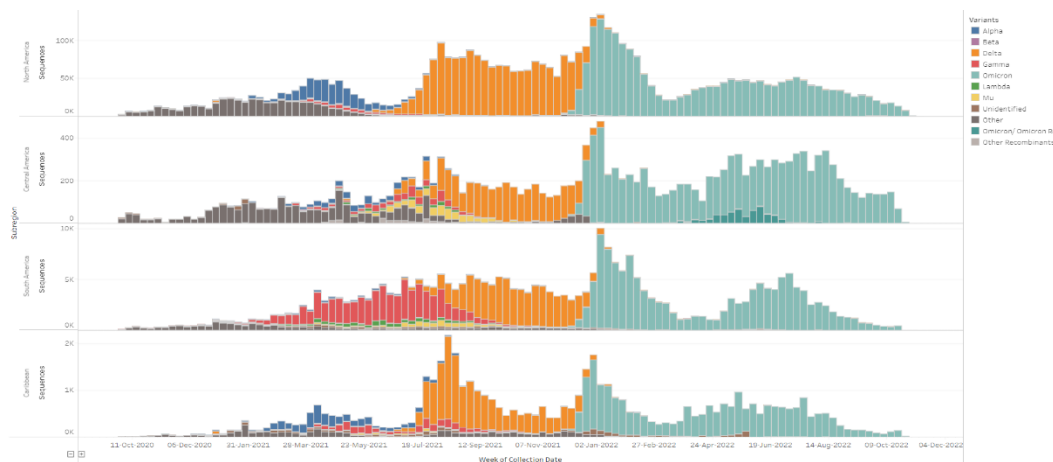 Variants
Alpha
Beta
Delta
Gamma
Omicron
Lambda
Mu
Unidentified
Other
Omicron/ Omicron R
Other Recombinants
Subregion
North America
Sequences
100K
50K
0K
Central America
Sequences
400
200
0
South America
Sequences
10K
5K
0K
Caribbean
Sequences
2K
1K
0K
11-Oct-2020 06-Dec-2020 31-Jan-2021 28-Mar-2021 23-May-2021 18-Jul-2021 12-Sep-2021 07-Nov-2021 02-Jan-2022 27-Feb-2022 24-Apr-2022 19-Jun-2022 14-Aug-2022 09-Oct-2022 04-Dec-2022
Week of Collection Date